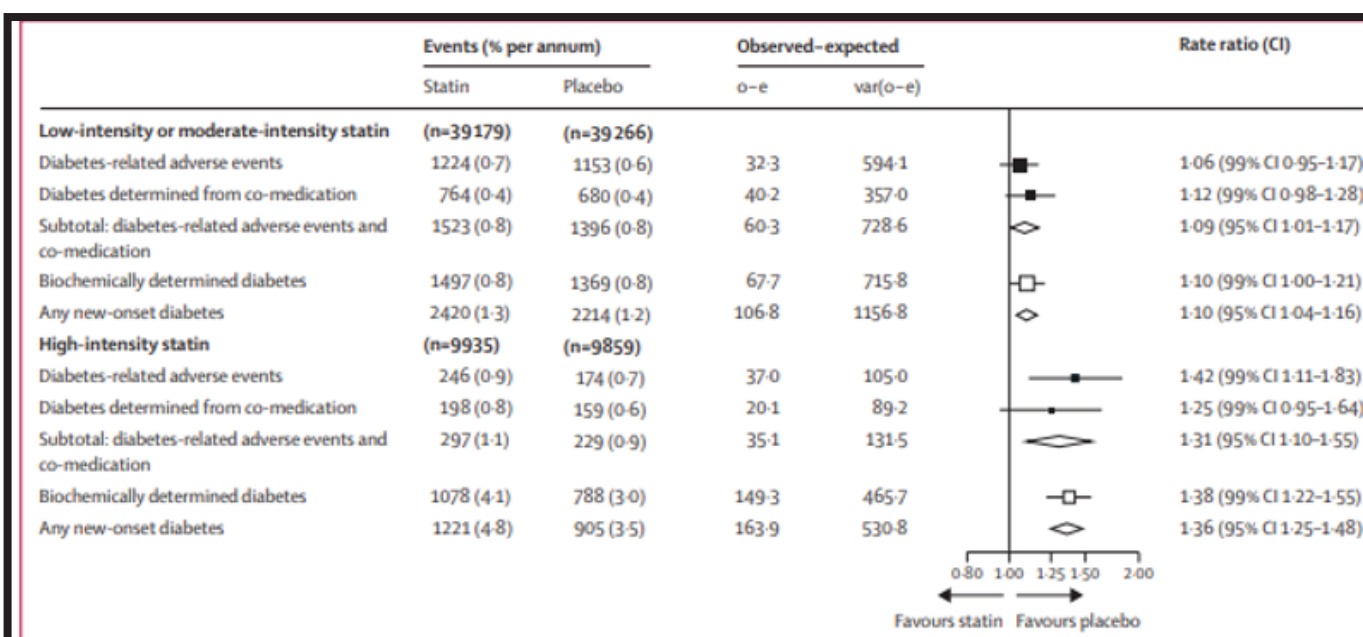 Events (% per annum) Observed–expected Rate ratio (CI)
Statin Placebo o–e var(o–e)
Low-intensity or moderate-intensity statin (n=39179) (n=39266)
Diabetes-related adverse events 1224 (0·7) 1153 (0·6) 32·3 594·1 1·06 (99% CI 0·95–1·17)
Diabetes determined from co-medication 764 (0·4) 680 (0·4) 40·2 357·0 1·12 (99% CI 0·98–1·28)
Subtotal: diabetes-related adverse events and 1523 (0·8) 1396 (0·8) 60·3 728·6 1·09 (95% CI 1·01–1·17)
co-medication
Biochemically determined diabetes 1497 (0·8) 1369 (0·8) 67·7 715·8 1·10 (99% CI 1·00–1·21)
Any new-onset diabetes 2420 (1·3) 2214 (1·2) 106·8 1156·8 1·10 (95% CI 1·04–1·16)
High-intensity statin (n=9935) (n=9859)
Diabetes-related adverse events 246 (0·9) 174 (0·7) 37·0 105·0 1·42 (99% CI 1·11–1·83)
Diabetes determined from co-medication 198 (0·8) 159 (0·6) 20·1 89·2 1·25 (99% CI 0·95–1·64)
Subtotal: diabetes-related adverse events and 297 (1·1) 229 (0·9) 35·1 131·5 1·31 (95% CI 1·10–1·55)
co-medication
Biochemically determined diabetes 1078 (4·1) 788 (3·0) 149·3 465·7 1·38 (99% CI 1·22–1·55)
Any new-onset diabetes 1221 (4·8) 905 (3·5) 163·9 530·8 1·36 (95% CI 1·25–1·48)
0·80 1·00 1·25 1·50 2·00
Favours statin Favours placebo